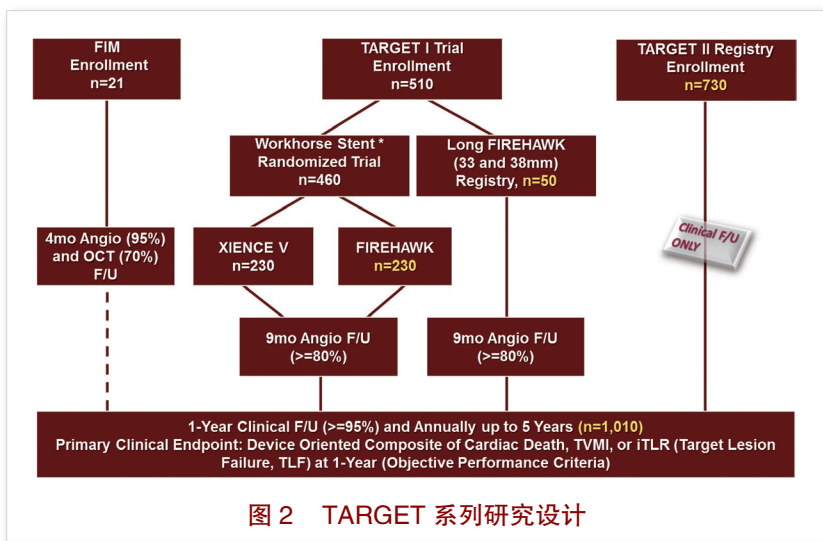 FIM
Enrollment
n=21
TARGET I Trial
Enrollment
n=510
TARGET II Registry
Enrollment
n=730
Workhorse Stent *
Randomized Trial
n=460
Long FIREHAWK
(33 and 38mm)
Registry, n=50
4mo Angio (95%)
and OCT (70%)
F/U
XIENCE V
n=230
FIREHAWK
n=230
Clinical F/U
ONLY
9mo Angio F/U
(>=80%)
9mo Angio F/U
(>=80%)
1-Year Clinical F/U (>=95%) and Annually up to 5 Years (n=1,010)
Primary Clinical Endpoint: Device Oriented Composite of Cardiac Death, TVMI, or iTLR (Target Lesion
Failure, TLF) at 1-Year (Objective Performance Criteria)
图 2 TARGET 系列研究设计